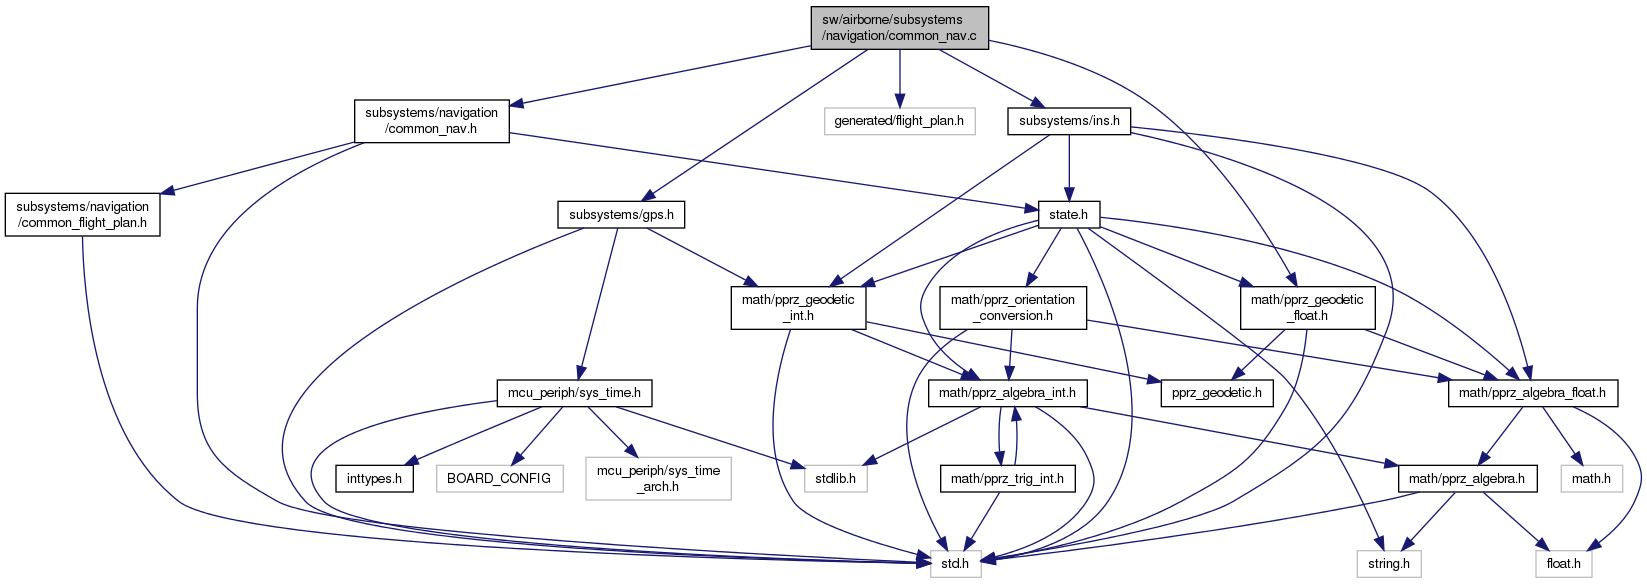 sw/airborne/subsystems
/navigation/common_nav.c
subsystems/navigation
/common_nav.h
generated/flight_plan.h
subsystems/ins.h
subsystems/navigation
/common_flight_plan.h
subsystems/gps.h
state.h
math/pprz_geodetic
_int.h
math/pprz_orientation
_conversion.h
math/pprz_geodetic
_float.h
mcu_periph/sys_time.h
math/pprz_algebra_int.h
pprz_geodetic.h
math/pprz_algebra_float.h
inttypes.h
BOARD_CONFIG
mcu_periph/sys_time
_arch.h
stdlib.h
math/pprz_trig_int.h
math/pprz_algebra.h
math.h
std.h
string.h
float.h